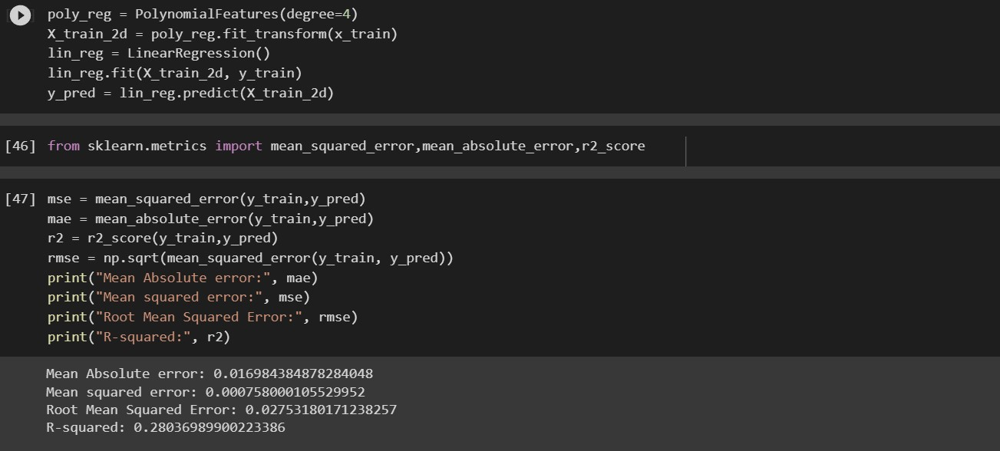 poly_reg = PolynomialFeatures(degree=4)
X_train_2d = poly_reg.fit_transform(x_train)
lin_reg = LinearRegression()
lin_reg.fit(X_train_2d, y_train)
y_pred = lin_reg.predict(X_train_2d)
[46] from sklearn.metrics import mean_squared_error,mean_absolute_error,r2_score
[47] mse = mean_squared_error(y_train,y_pred)
mae = mean_absolute_error(y_train,y_pred)
r2 = r2_score(y_train,y_pred)
rmse = np.sqrt(mean_squared_error(y_train, y_pred))
print("Mean Absolute error:", mae)
print("Mean squared error:", mse)
print("Root Mean Squared Error:", rmse)
print("R-squared:", r2)
Mean Absolute error: 0.016984384878284048
Mean squared error: 0.000758000105529952
Root Mean Squared Error: 0.02753180171238257
R-squared: 0.28036989900223386